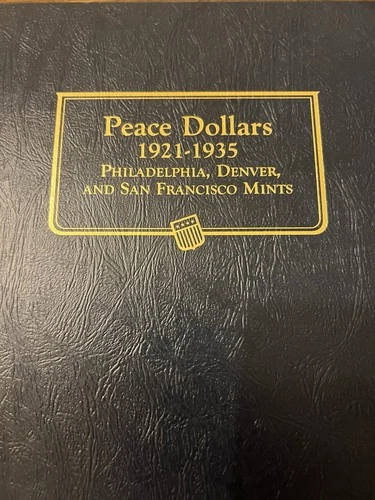 Peace Dollars
1921-1935
Philadelphia, Denver,
and San Francisco Mints